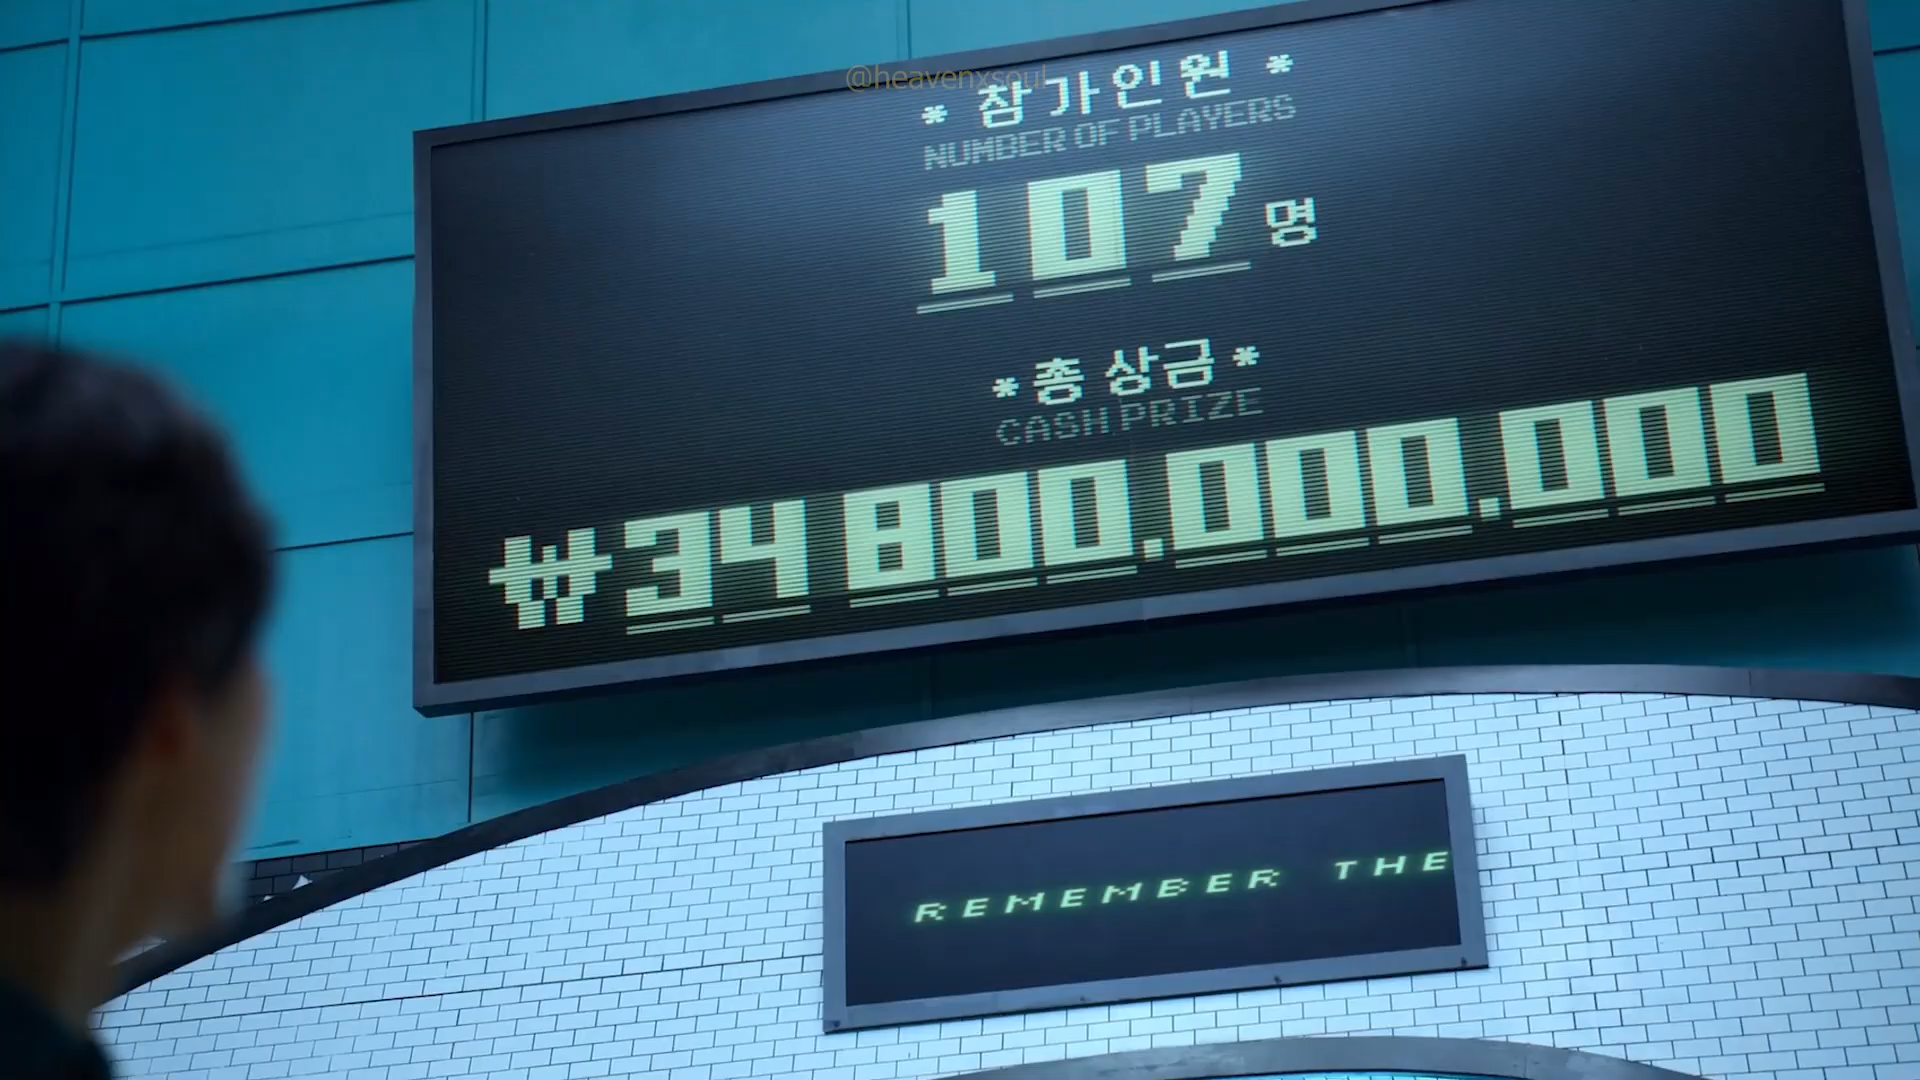 @heavenxsoul
* 참가인원 *
NUMBER OF PLAYERS
107 명
* 총 상금 *
CASH PRIZE
₩34 800.000.000
REMEMBER THE